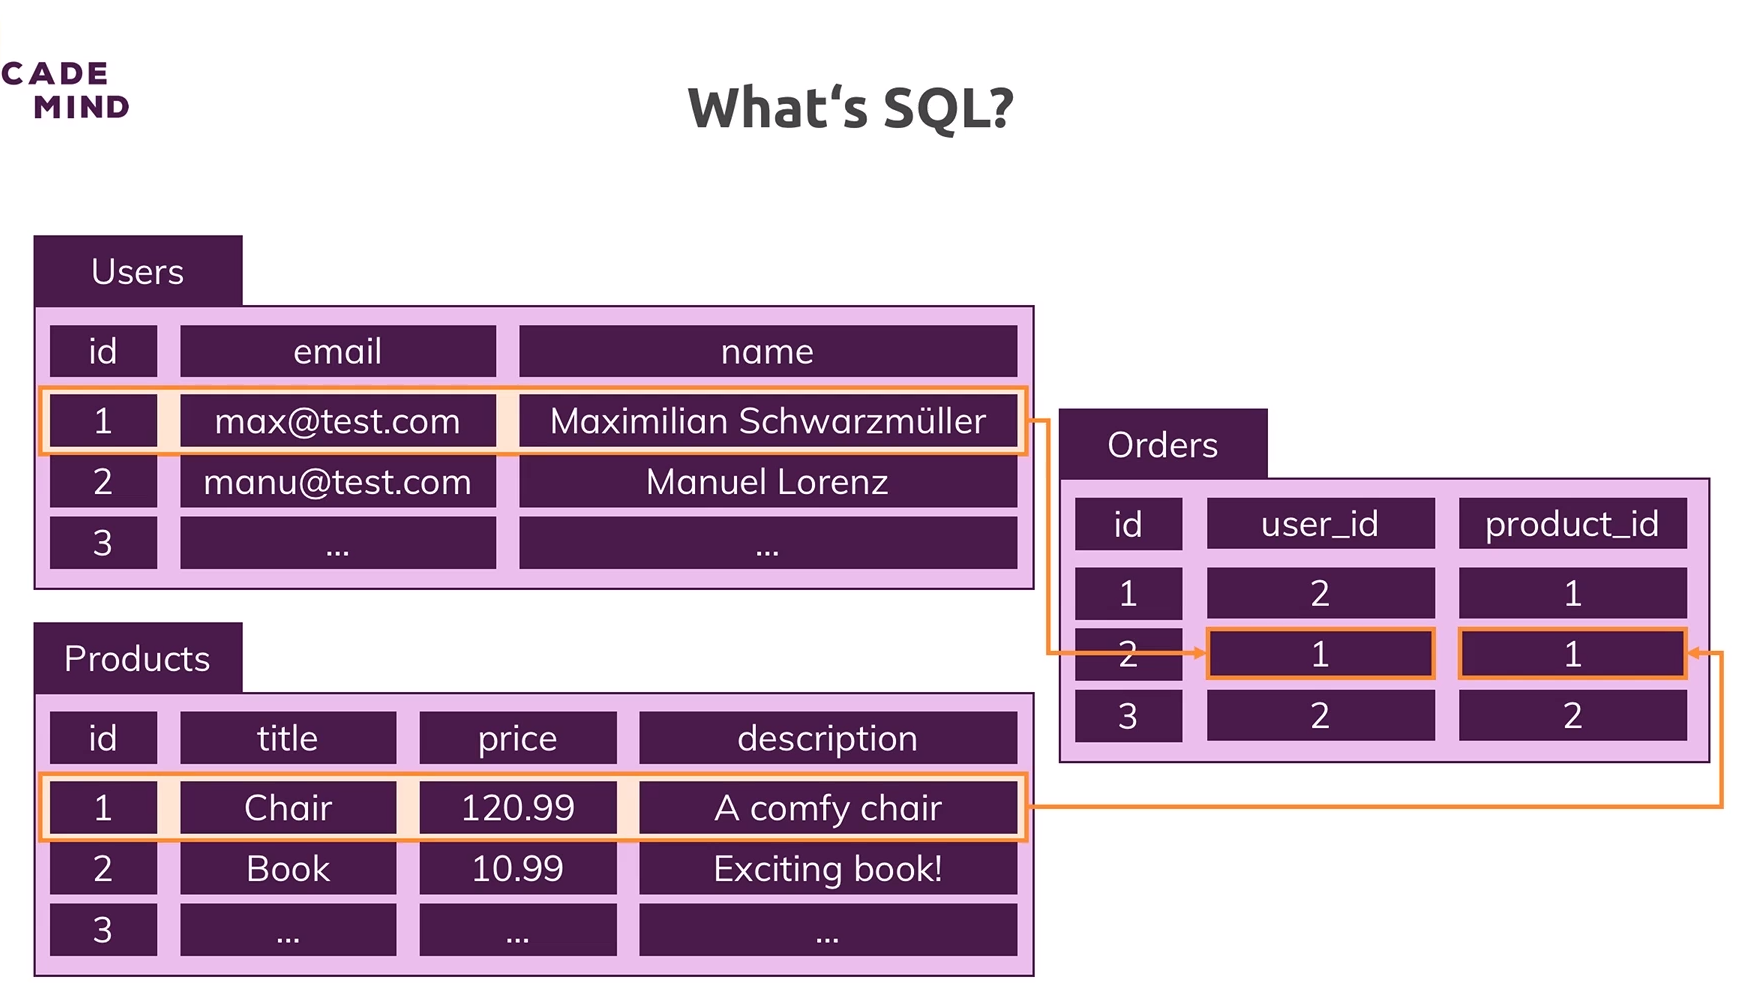 CADE
MIND
What‘s SQL?
Users
id email name
1 max@test.com Maximilian Schwarzmüller
2 manu@test.com Manuel Lorenz
3 ... ...
Orders
id user_id product_id
1 2 1
2 1 1
3 2 2
Products
id title price description
1 Chair 120.99 A comfy chair
2 Book 10.99 Exciting book!
3 ... ... ...